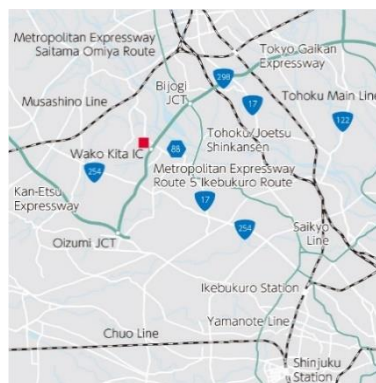 Metropolitan Expressway
Saitama Omiya Route
Tokyo Gaikan
Expressway
298
Bijogi
JCT
Musashino Line
17
Tohoku Main Line
122
Tohoku/Joetsu
Shinkansen
Wako Kita IC
88
254
Metropolitan Expressway
Route 5 Ikebukuro Route
Kan-Etsu
Expressway
17
254
Saikyo
Line
Oizumi JCT
Ikebukuro Station
Yamanote Line
Chuo Line
Shinjuku
Station